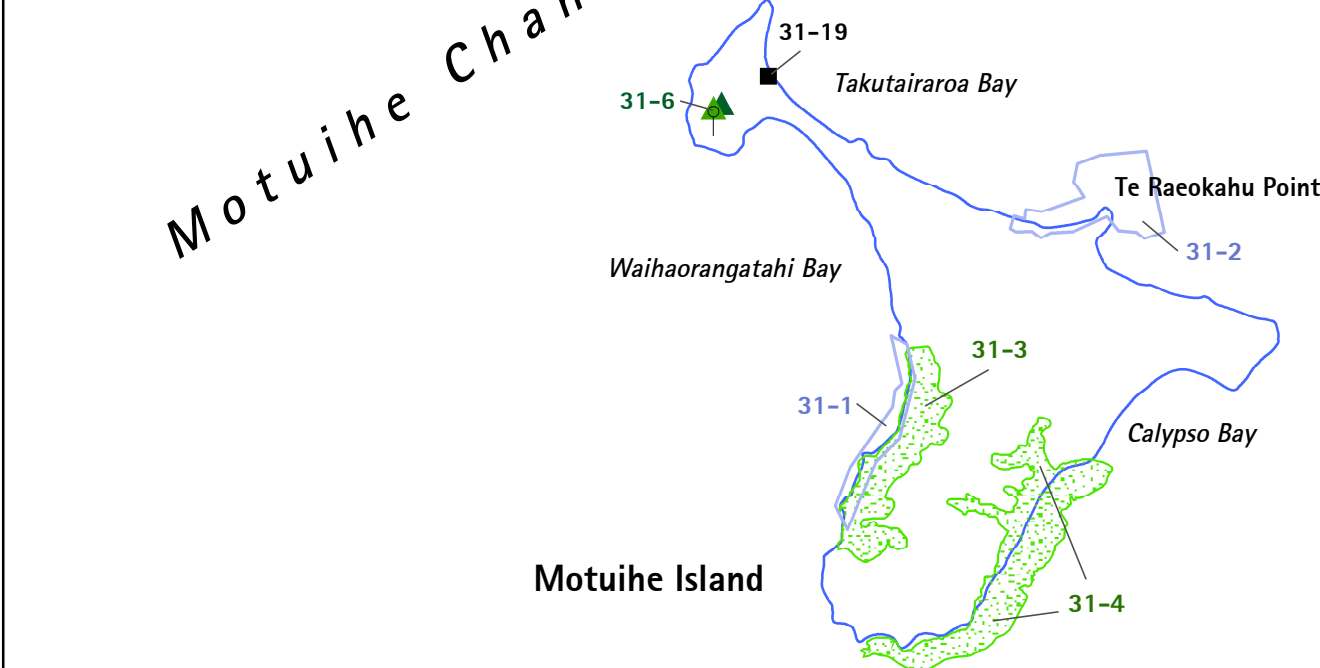 Motuihe Chan
31-19
Takutairaroa Bay
31-6
Te Raeokahu Point
31-2
Waihaorangatahi Bay
31-3
31-1
Calypso Bay
Motuihe Island
31-4